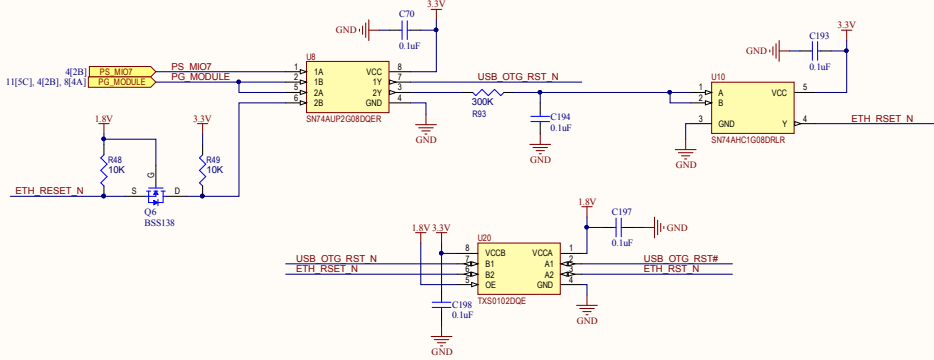 3.3V
C70
GND
0.1uF
U8
4[2B] PS_MIO7 PS_MIO7 1 1A VCC 8
11[5C], 4[2B], 8[4A] PG_MODULE PG_MODULE 2 1B 1Y 7 USB_OTG_RST_N
5 2A 2Y 3 300K
6 2B GND 4 R93
SN74AUP2G08DQER
GND
C194
0.1uF
GND
3.3V
C193
GND
0.1uF
U10
1 A VCC 5
2 B
3 GND Y 4 ETH_RSET_N
SN74AHC1G08DRLR
GND
1.8V 3.3V
R48 R49
10K 10K
G
ETH_RESET_N S D
Q6
BSS138
1.8V
C197
GND
0.1uF
1.8V 3.3V
U20
8 VCCB VCCA 1
USB_OTG_RST_N 7 B1 A1 2 USB_OTG_RST#
ETH_RSET_N 6 B2 A2 3 ETH_RST_N
5 OE GND 4
TXS0102DQE
C198
0.1uF
GND
GND